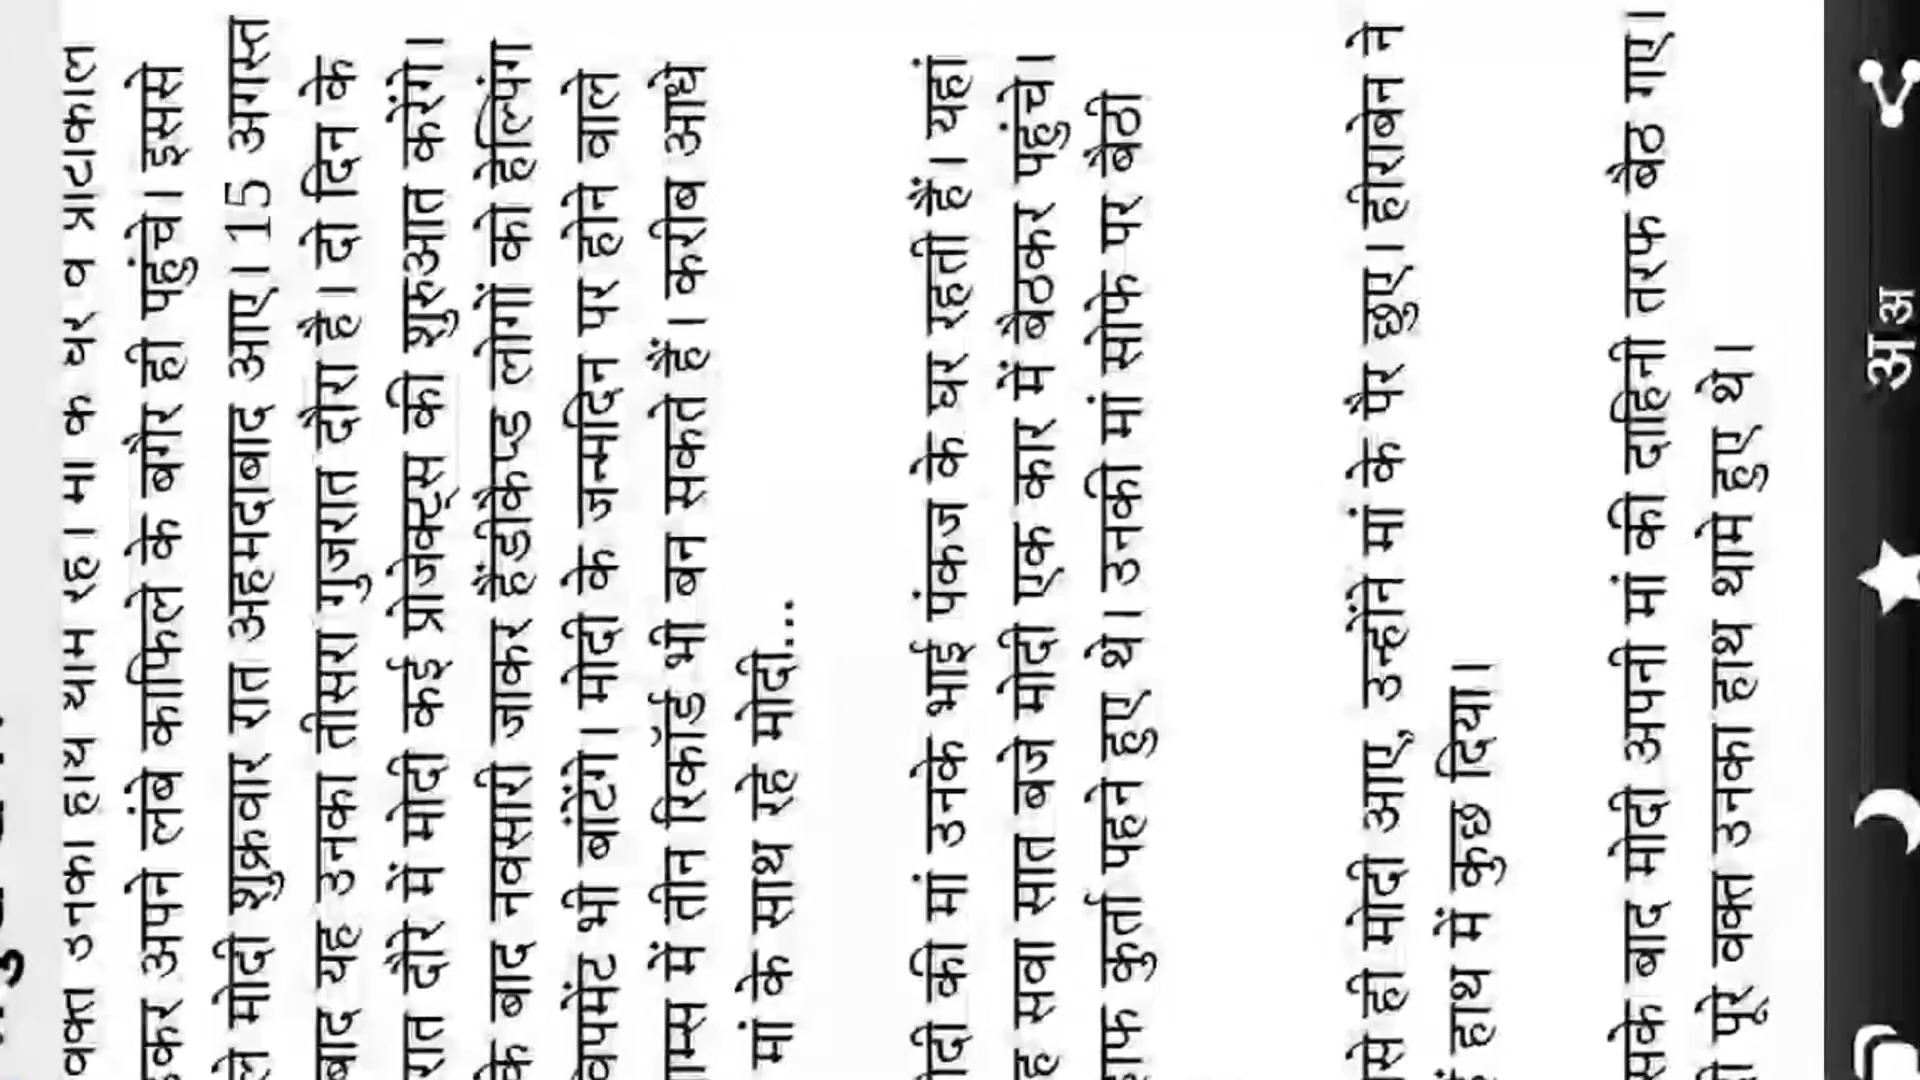 वक्त उनका हाथ थाम रहे। मां के घर व प्रोटोकॉल
अपने लंबे काफिले के बगैर ही पहुंचे। इससे
मोदी शुक्रवार रात अहमदाबाद आए। 15 अगस्त
बाद यह उनका तीसरा गुजरात दौरा है। दो दिन के
दौरे में मोदी कई प्रोजेक्ट्स की शुरुआत करेंगे।
के बाद नवसारी जाकर हैंडीकैप्ड लोगों को हेल्पिंग
भी बांटेंगे। मोदी के जन्मदिन पर होने वाले
में तीन रिकॉर्ड भी बन सकते हैं। करीब आधे
मां के साथ रहे मोदी...
की मां उनके भाई पंकज के घर रहती हैं। यहां
सवा सात बजे मोदी एक कार में बैठकर पहुंचे।
कुर्ता पहने हुए थे। उनकी मां सोफे पर बैठी
ही मोदी आए, उन्होंने मां के पैर छुए। हीराबेन ने
हाथ में कुछ दिया।
बाद मोदी अपनी मां की दाहिनी तरफ बैठ गए।
पूरे वक्त उनका हाथ थामे हुए थे।
अ अ